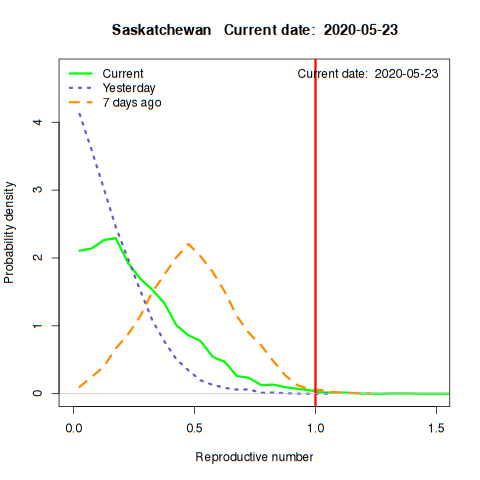 Saskatchewan   Current date:  2020-05-23
Current date:  2020-05-23
Current
Yesterday
7 days ago
Probability density
4
3
2
1
0
0.0 0.5 1.0 1.5
Reproductive number